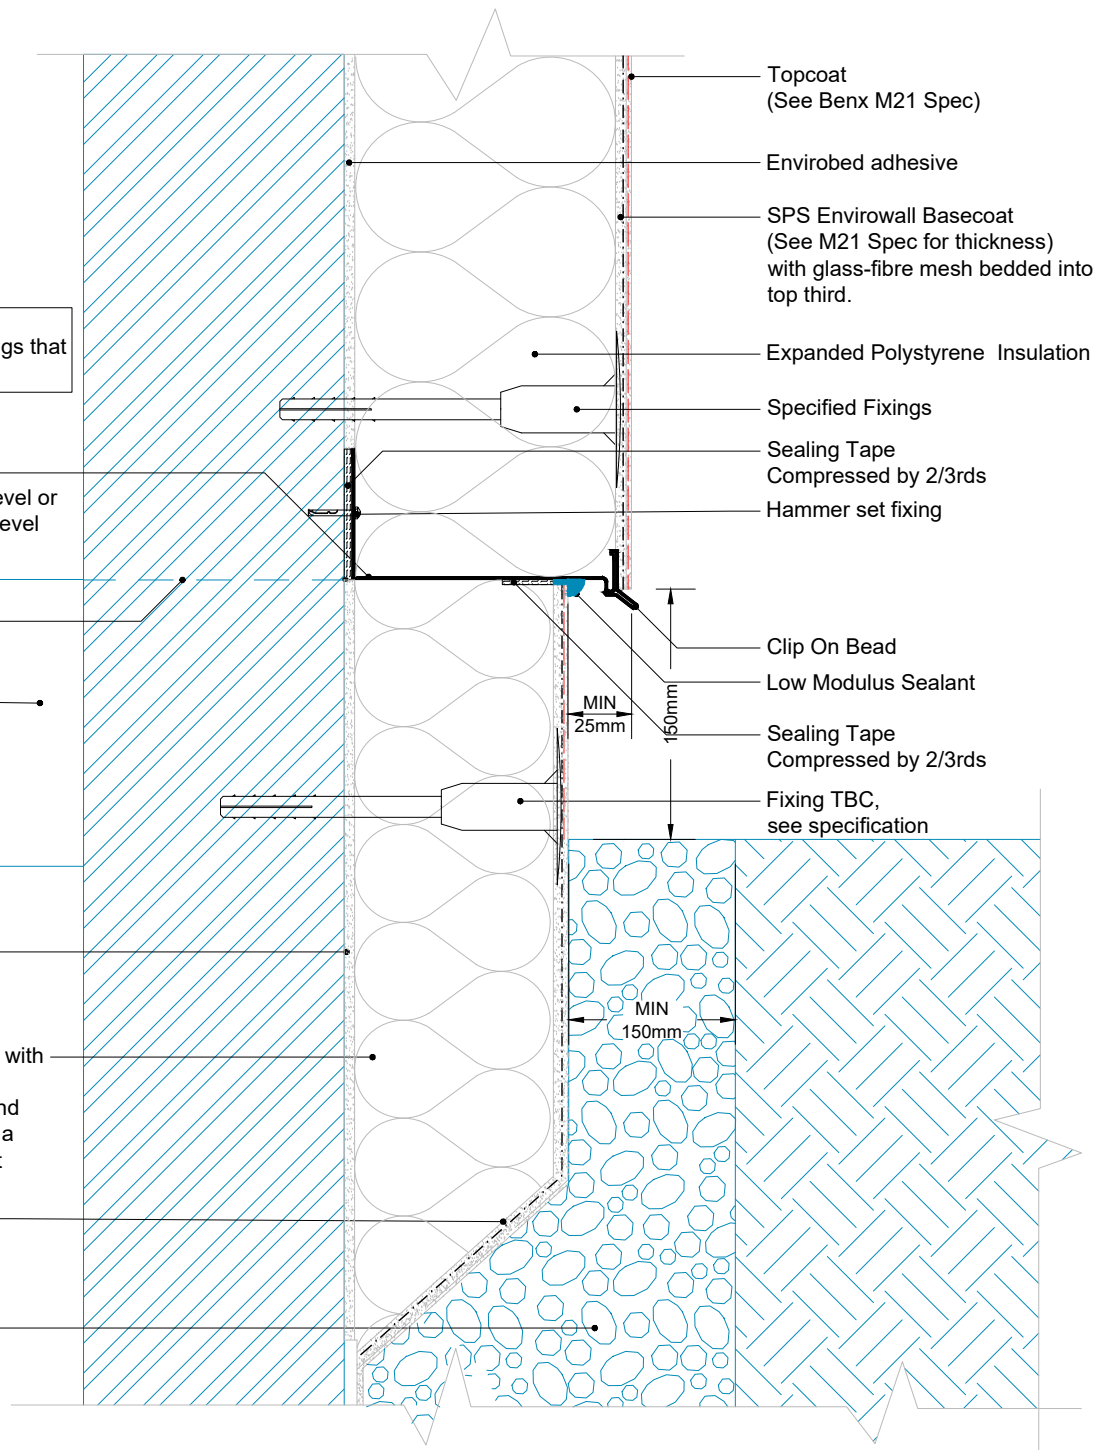 Topcoat
(See Benx M21 Spec)
Envirobed adhesive
SPS Envirowall Basecoat
(See M21 Spec for thickness)
with glass-fibre mesh bedded into
top third.
gs that
Expanded Polystyrene Insulation
Specified Fixings
Sealing Tape
Compressed by 2/3rds
evel or
evel
Hammer set fixing
Clip On Bead
Low Modulus Sealant
MIN
25mm
150mm
Sealing Tape
Compressed by 2/3rds
Fixing TBC,
see specification
MIN
150mm
with
nd
a
t